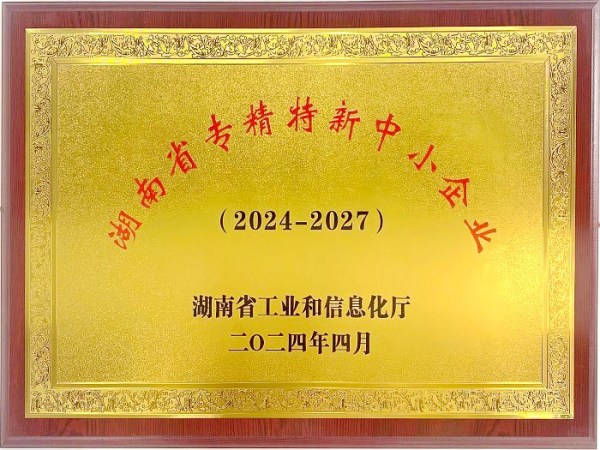 湖南省专精特新中小企业
（2024-2027）
湖南省工业和信息化厅
二〇二四年四月